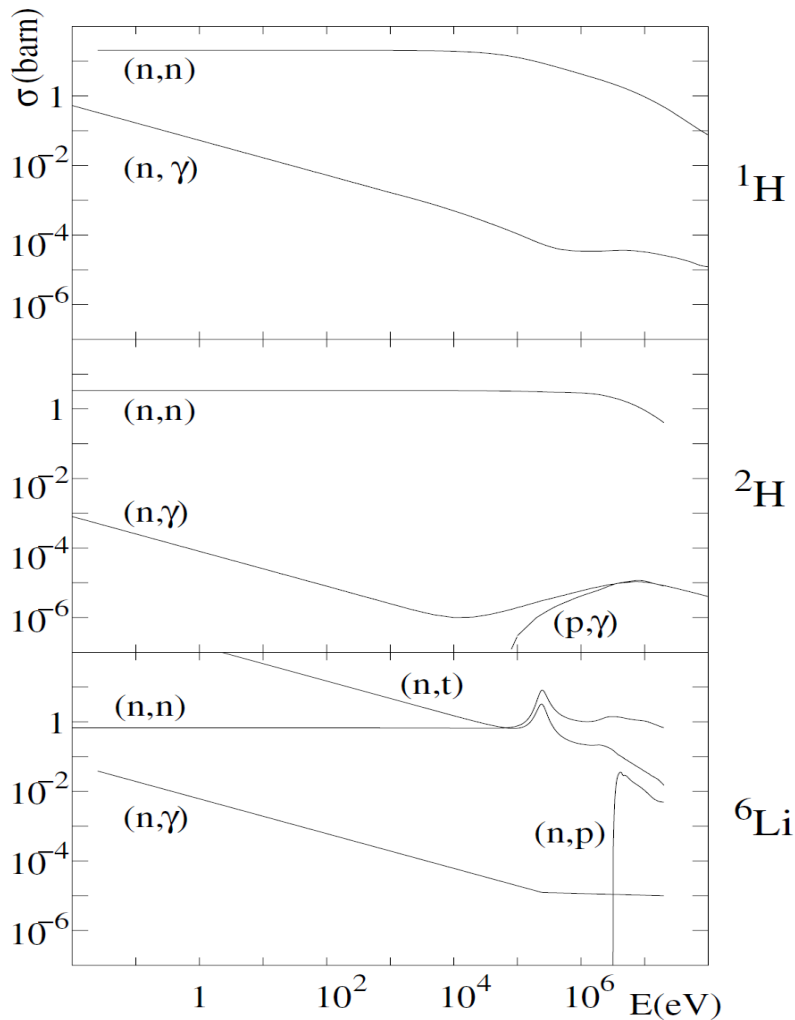 σ(barn)
(n,n)
1
10⁻²
(n, γ)
¹H
10⁻⁴
10⁻⁶
(n,n)
1
10⁻²
²H
(n,γ)
10⁻⁴
10⁻⁶
(p,γ)
(n,t)
(n,n)
1
10⁻²
(n,γ)
(n,p)
⁶Li
10⁻⁴
10⁻⁶
1 10² 10⁴ 10⁶ E(eV)